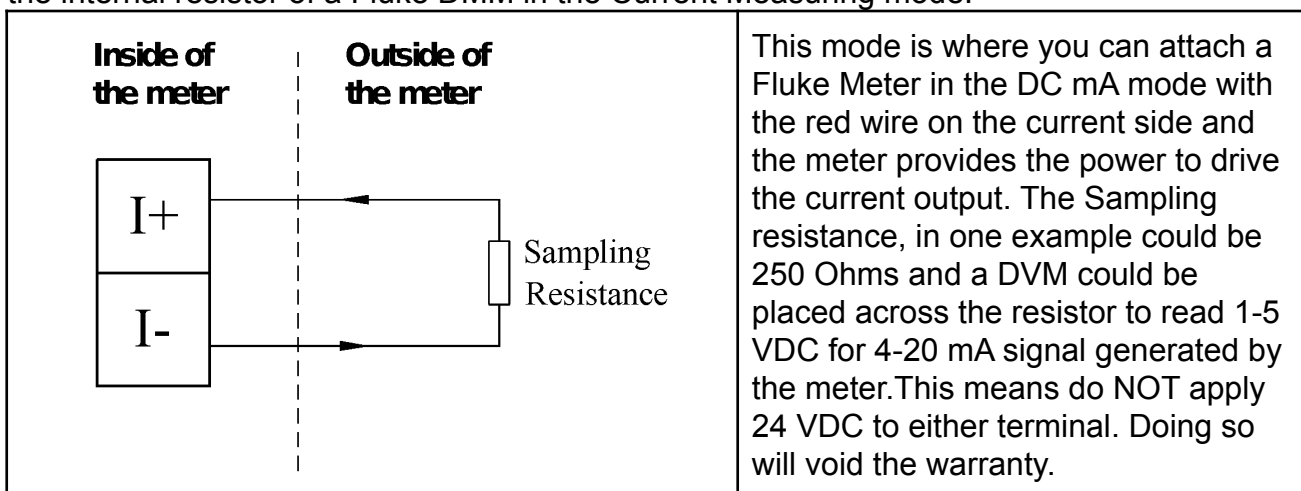 the internal resistor of a Fluke DMM in the Current Measuring mode.
Inside of
the meter
Outside of
the meter
I+
I-
Sampling
Resistance
This mode is where you can attach a
Fluke Meter in the DC mA mode with
the red wire on the current side and
the meter provides the power to drive
the current output. The Sampling
resistance, in one example could be
250 Ohms and a DVM could be
placed across the resistor to read 1-5
VDC for 4-20 mA signal generated by
the meter.This means do NOT apply
24 VDC to either terminal. Doing so
will void the warranty.